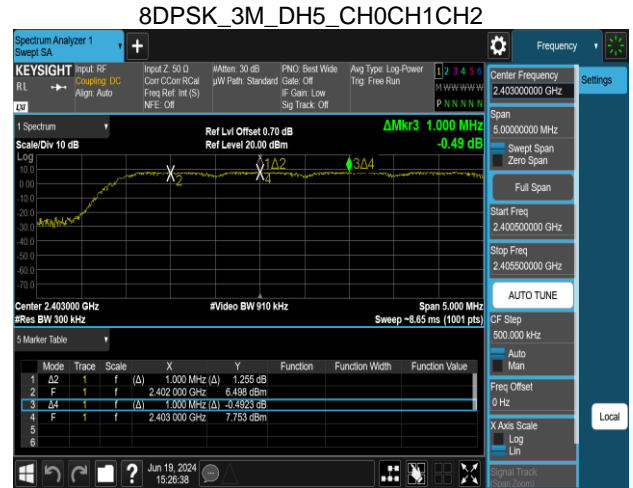 8DPSK_3M_DH5_CH0CH1CH2
Spectrum Analyzer 1
Swept SA
+
Frequency
KEYSIGHT
RL
LXI
Input: RF
Coupling: DC
Align: Auto
Input Z: 50 Ω
Corr CCorr RCal
Freq Ref: Int (S)
NFE: Off
#Atten: 30 dB
µW Path: Standard
PNO: Best Wide
Gate: Off
IF Gain: Low
Sig Track: Off
Avg Type: Log-Power
Trig: Free Run
1 2 3 4 5 6
M W W W W W
P N N N N N
1 Spectrum
Scale/Div 10 dB
Ref Lvl Offset 0.70 dB
Ref Level 20.00 dBm
ΔMkr3 1.000 MHz
-0.49 dB
Log
10.0
0.00
-10.0
-20.0
-30.0
-40.0
-50.0
-60.0
-70.0
2
1Δ2
4
3Δ4
Center 2.403000 GHz
#Res BW 300 kHz
#Video BW 910 kHz
Span 5.000 MHz
Sweep ~8.65 ms (1001 pts)
5 Marker Table
Mode Trace Scale X Y Function Function Width Function Value
1 Δ2 1 f (Δ) 1.000 MHz (Δ) 1.255 dB
2 F 1 f 2.402 000 GHz 6.498 dBm
3 Δ4 1 f (Δ) 1.000 MHz (Δ) -0.4923 dB
4 F 1 f 2.403 000 GHz 7.753 dBm
5
6
Jun 19, 2024
15:26:38
Center Frequency
2.403000000 GHz
Settings
Span
5.00000000 MHz
Swept Span
Zero Span
Full Span
Start Freq
2.400500000 GHz
Stop Freq
2.405500000 GHz
AUTO TUNE
CF Step
500.000 kHz
Auto
Man
Freq Offset
0 Hz
X Axis Scale
Log
Lin
Local
Signal Track
(Span Zoom)